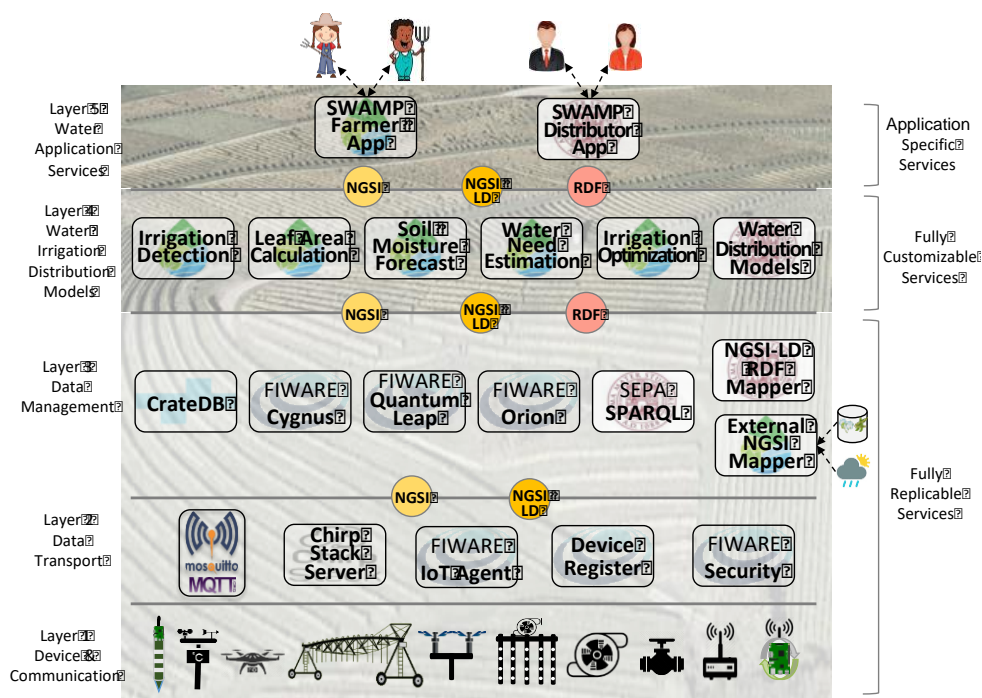 SWAMP
Farmer
App
SWAMP
Distributor
App
Layer 5
Water
Application
Services
Application
Specific
Services
NGSI
NGSI
LD
RDF
Layer 4
Water
Irrigation
Distribution
Models
Irrigation
Detection
Leaf Area
Calculation
Soil
Moisture
Forecast
Water
Need
Estimation
Irrigation
Optimization
Water
Distribution
Models
Fully
Customizable
Services
NGSI
NGSI
LD
RDF
Layer 3
Data
Management
CrateDB
FIWARE
Cygnus
FIWARE
Quantum
Leap
FIWARE
Orion
SEPA
SPARQL
NGSI-LD
RDF
Mapper
External
NGSI
Mapper
Fully
Replicable
Services
NGSI
NGSI
LD
Layer 2
Data
Transport
mosquitto
MQTT
Chirp
Stack
Server
FIWARE
IoT Agent
Device
Register
FIWARE
Security
Layer 1
Device &
Communication
°C